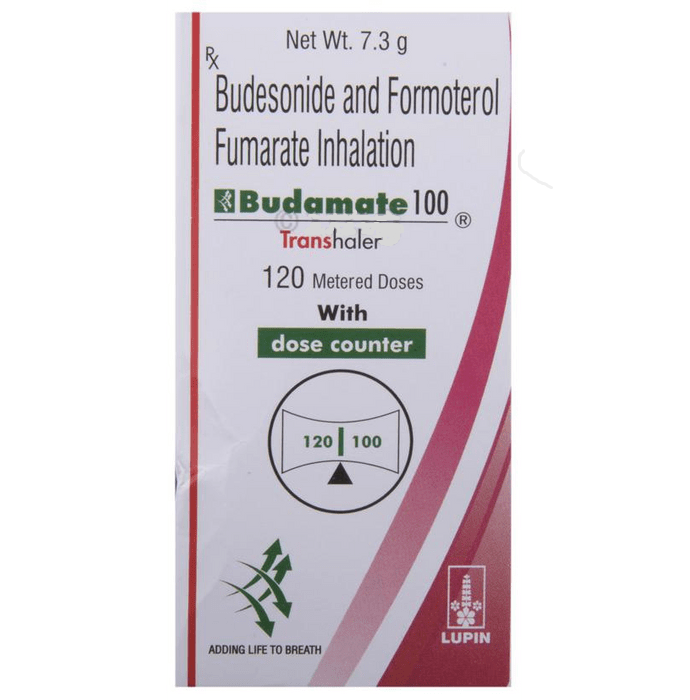 Net Wt. 7.3 g
Rx
Budesonide and Formoterol
Fumarate Inhalation
Budamate 100 ®
Transhaler
120 Metered Doses
With
dose counter
120 100
ADDING LIFE TO BREATH
LUPIN